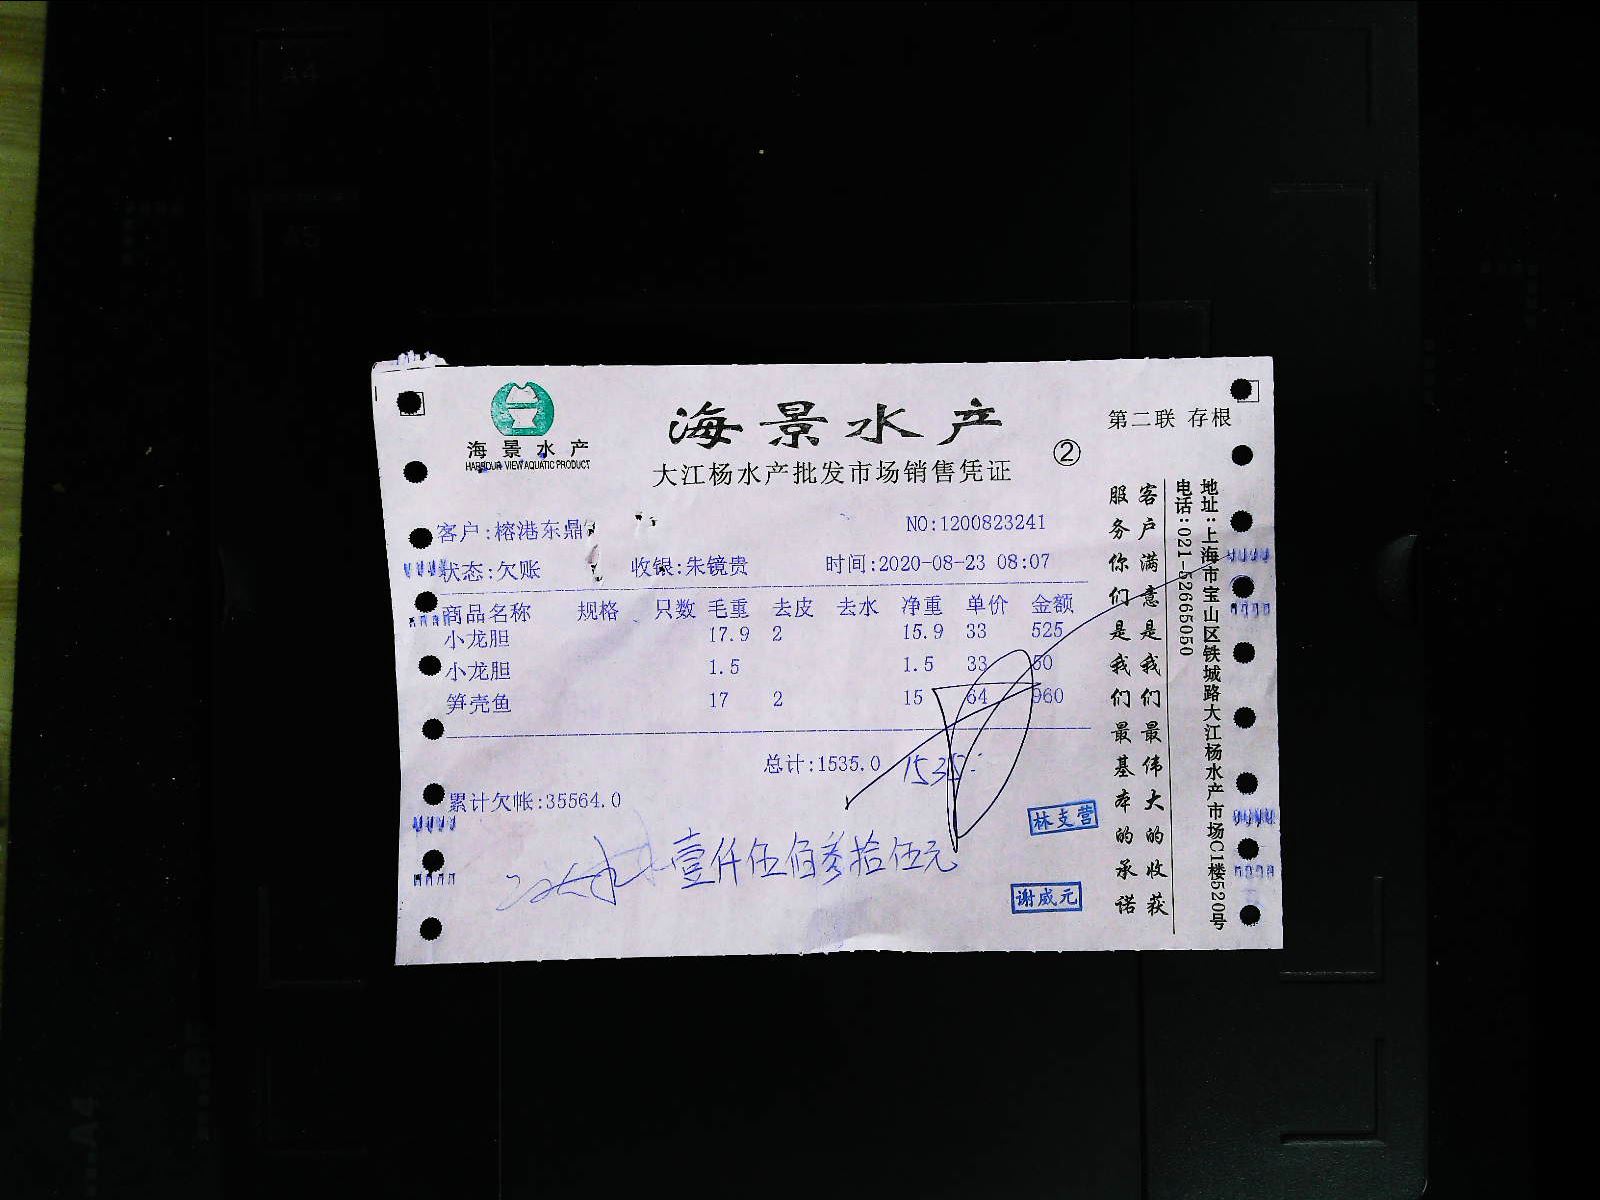 海景水产
HARBOUR VIEW AQUATIC PRODUCT
海景水产
大江杨水产批发市场销售凭证
②
第二联 存根
客户:榕港东鼎
NO:1200823241
状态:欠账 收银:朱镜贵 时间:2020-08-23 08:07
商品名称 规格 只数 毛重 去皮 去水 净重 单价 金额
小龙胆 17.9 2 15.9 33 525
小龙胆 1.5 1.5 33 50
笋壳鱼 17 2 15 64 960
总计:1535.0 1535
累计欠帐:35564.0
壹仟伍佰叁拾伍元
林支营
谢咸元
客户满意是我们最伟大的收获
服务你们是我们最基本的承诺
地址:上海市宝山区铁城路大江杨水产市场C1楼520号
电话:021-52665050
A4
A5